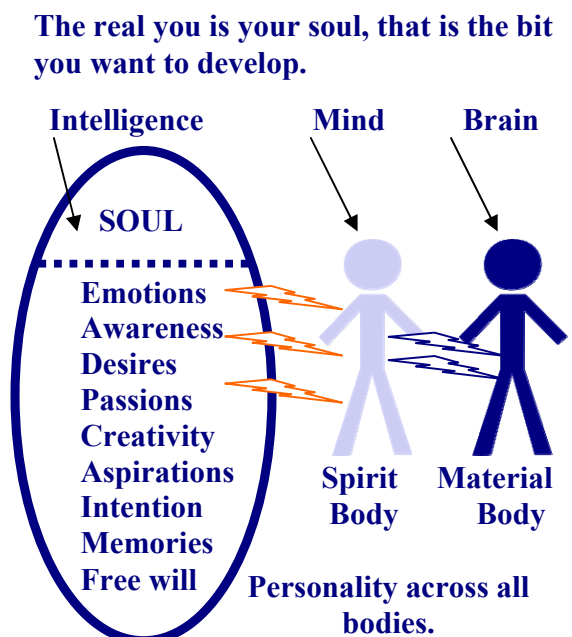 The real you is your soul, that is the bit
you want to develop.
Intelligence
Mind
Brain
SOUL
Emotions
Awareness
Desires
Passions
Creativity
Aspirations
Intention
Memories
Free will
Spirit
Body
Material
Body
Personality across all
bodies.